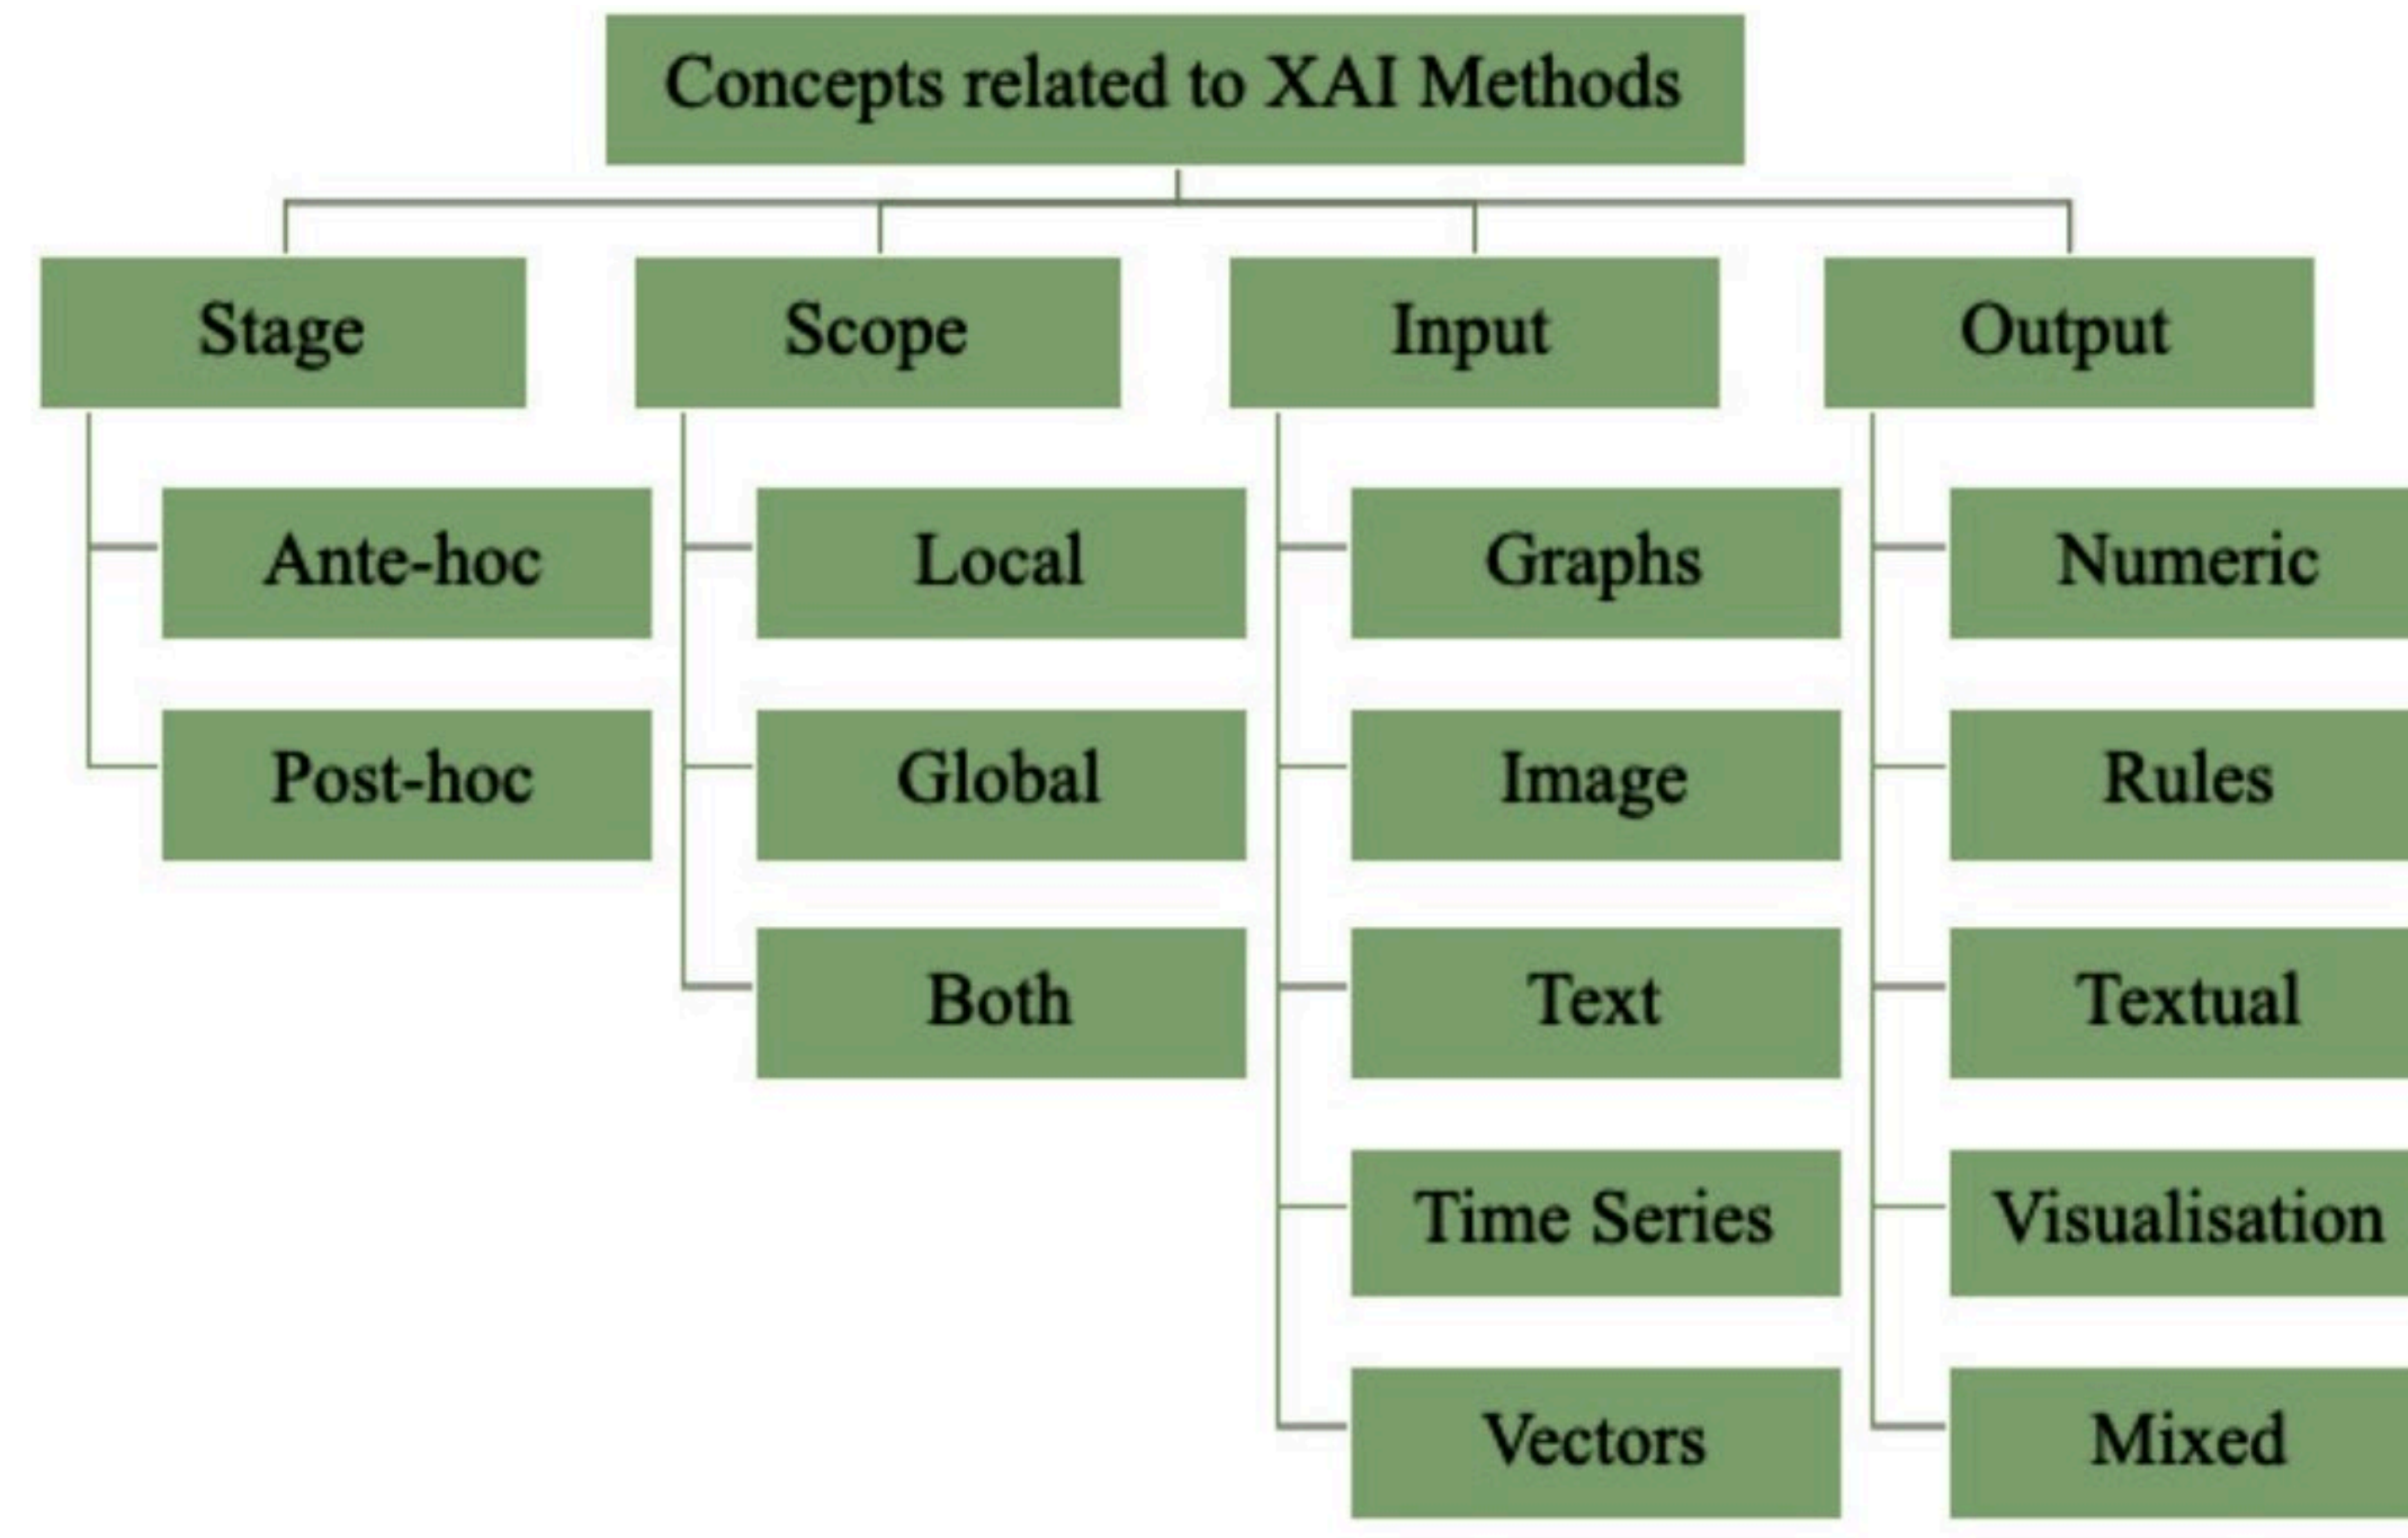 Concepts related to XAI Methods
Stage
Scope
Input
Output
Ante-hoc
Local
Graphs
Numeric
Post-hoc
Global
Image
Rules
Both
Text
Textual
Time Series
Visualisation
Vectors
Mixed